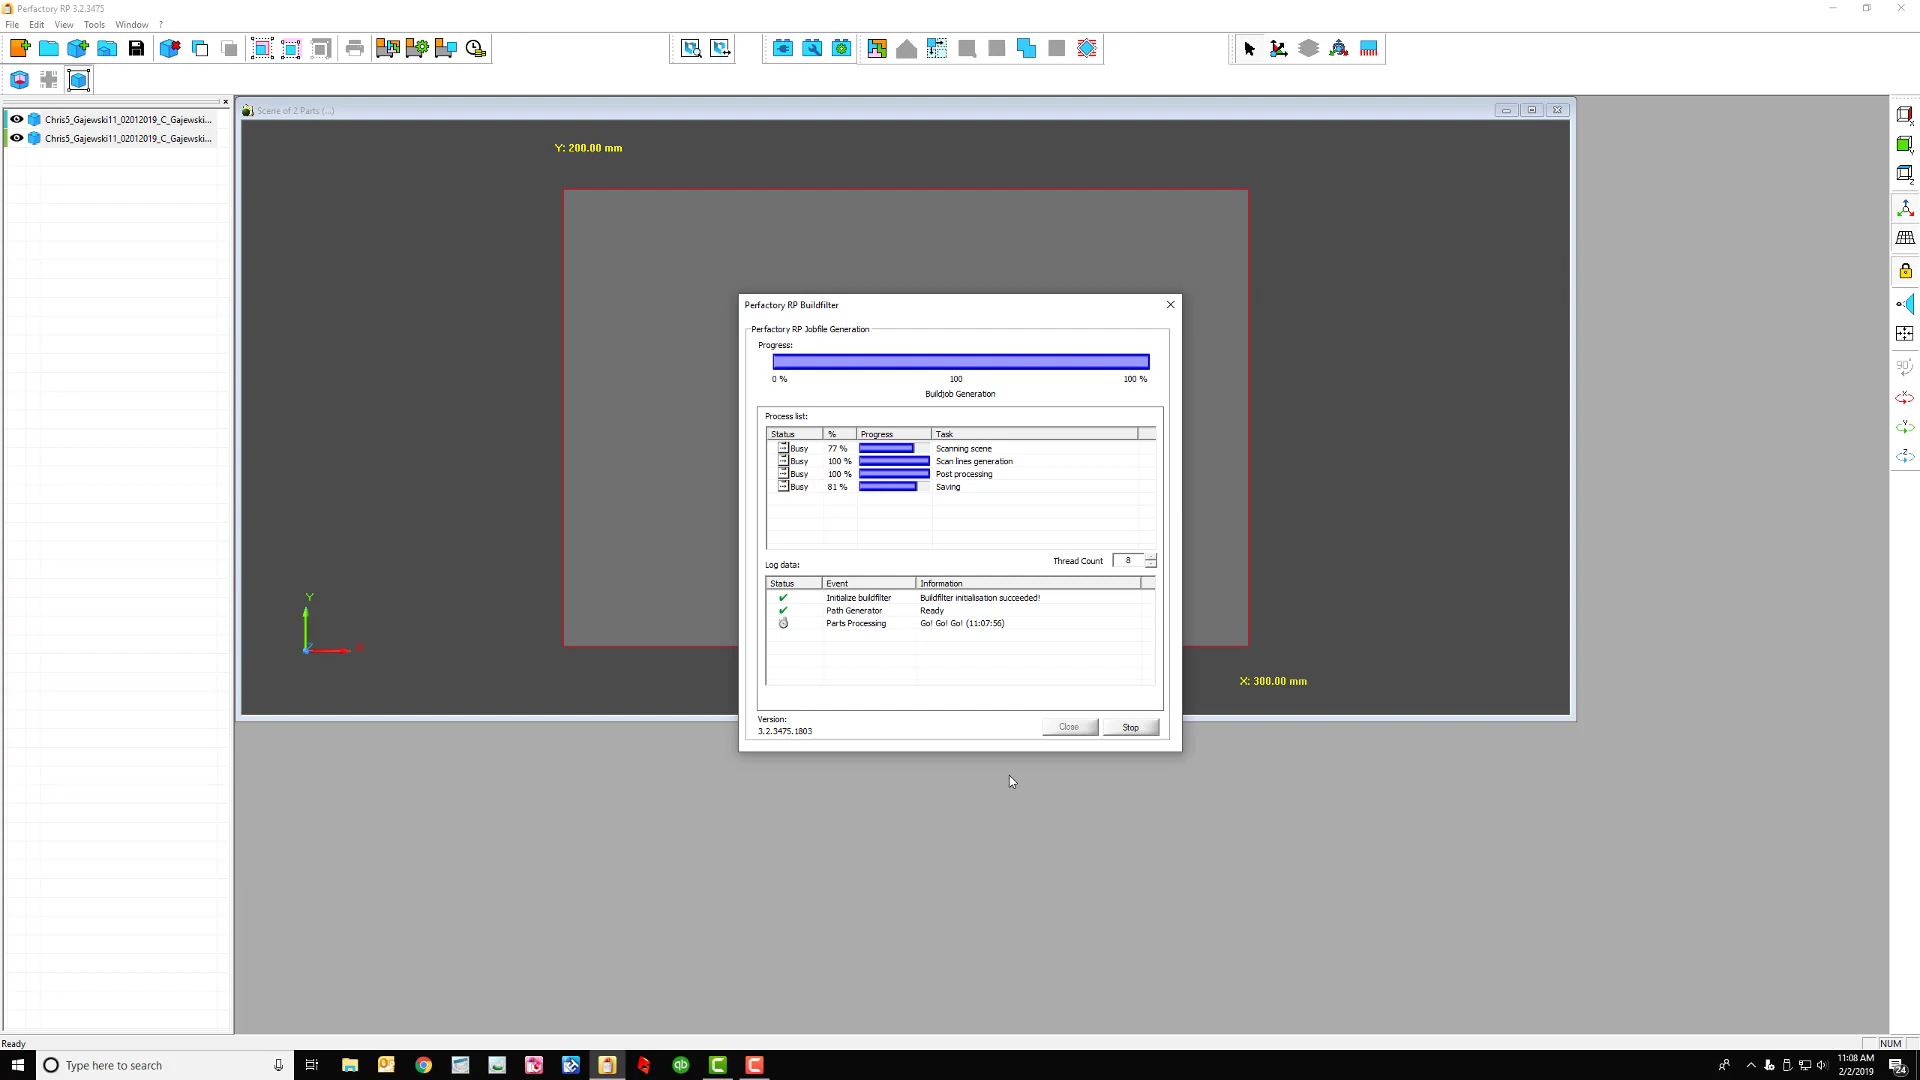 Perfactory RP 3.2.3475
File Edit View Tools Window ?
Chris5_Gajewski11_02012019_C_Gajewski...
Chris5_Gajewski11_02012019_C_Gajewski...
Scene of 2 Parts (...)
Y: 200.00 mm
Perfactory RP Buildfilter
Perfactory RP Jobfile Generation
Progress:
0 % 100 100 %
Buildjob Generation
Process list:
Status % Progress Task
Busy 77 % Scanning scene
Busy 100 % Scan lines generation
Busy 100 % Post processing
Busy 81 % Saving
Thread Count 8
Log data:
Status Event Information
Initialize buildfilter Buildfilter initialisation succeeded!
Path Generator Ready
Parts Processing Go! Go! Go! (11:07:56)
Y
Z X
X: 300.00 mm
Version:
3.2.3475.1803
Close Stop
Ready
NUM
Type here to search
qb
11:08 AM
2/2/2019
24